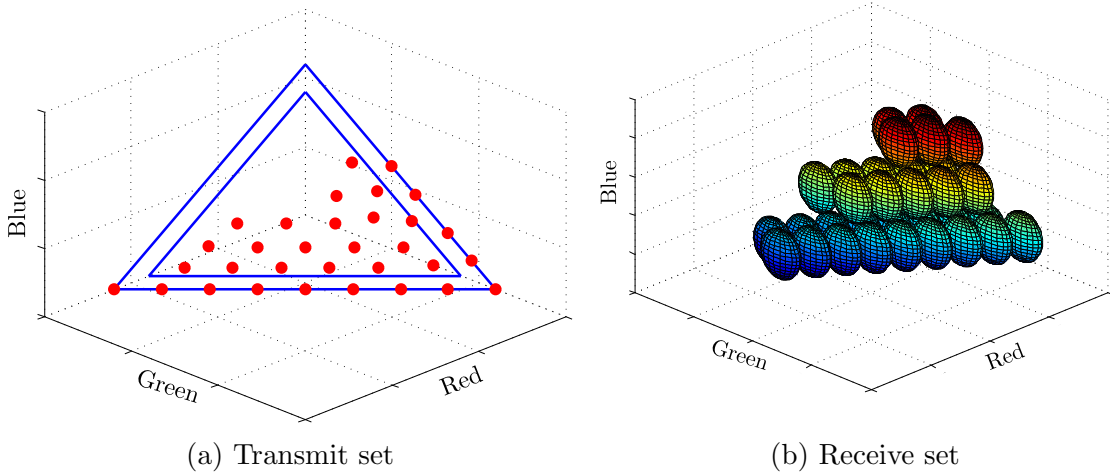 Blue
Green
Red
(a) Transmit set
Blue
Green
Red
(b) Receive set